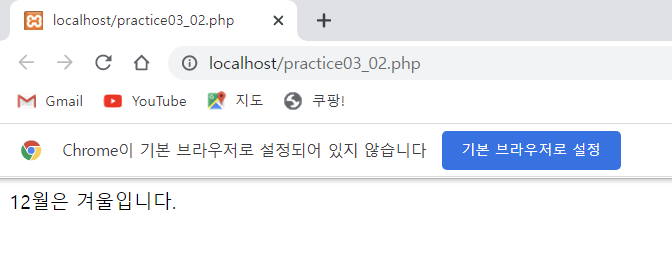 localhost/practice03_02.php
localhost/practice03_02.php
Gmail YouTube 지도 쿠팡!
Chrome이 기본 브라우저로 설정되어 있지 않습니다 기본 브라우저로 설정
12월은 겨울입니다.